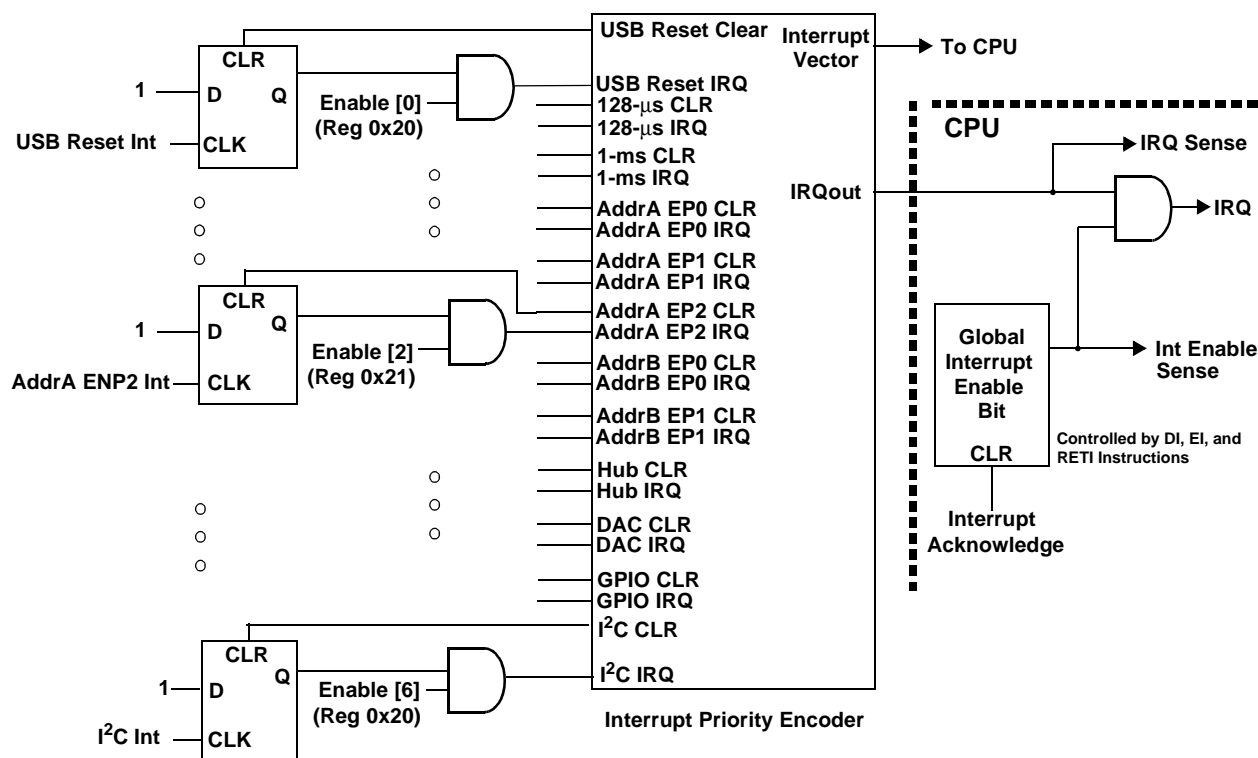 CLR
D
Q
CLK
1
USB Reset Int
Enable [0]
(Reg 0x20)
CLR
D
Q
CLK
1
AddrA ENP2 Int
Enable [2]
(Reg 0x21)
CLR
D
Q
CLK
1
I²C Int
Enable [6]
(Reg 0x20)
USB Reset Clear
USB Reset IRQ
128-μs CLR
128-μs IRQ
1-ms CLR
1-ms IRQ
AddrA EP0 CLR
AddrA EP0 IRQ
AddrA EP1 CLR
AddrA EP1 IRQ
AddrA EP2 CLR
AddrA EP2 IRQ
AddrB EP0 CLR
AddrB EP0 IRQ
AddrB EP1 CLR
AddrB EP1 IRQ
Hub CLR
Hub IRQ
DAC CLR
DAC IRQ
GPIO CLR
GPIO IRQ
I²C CLR
I²C IRQ
Interrupt
Vector
IRQout
Interrupt Priority Encoder
To CPU
CPU
IRQ Sense
IRQ
Global
Interrupt
Enable
Bit
CLR
Int Enable
Sense
Controlled by DI, EI, and
RETI Instructions
Interrupt
Acknowledge